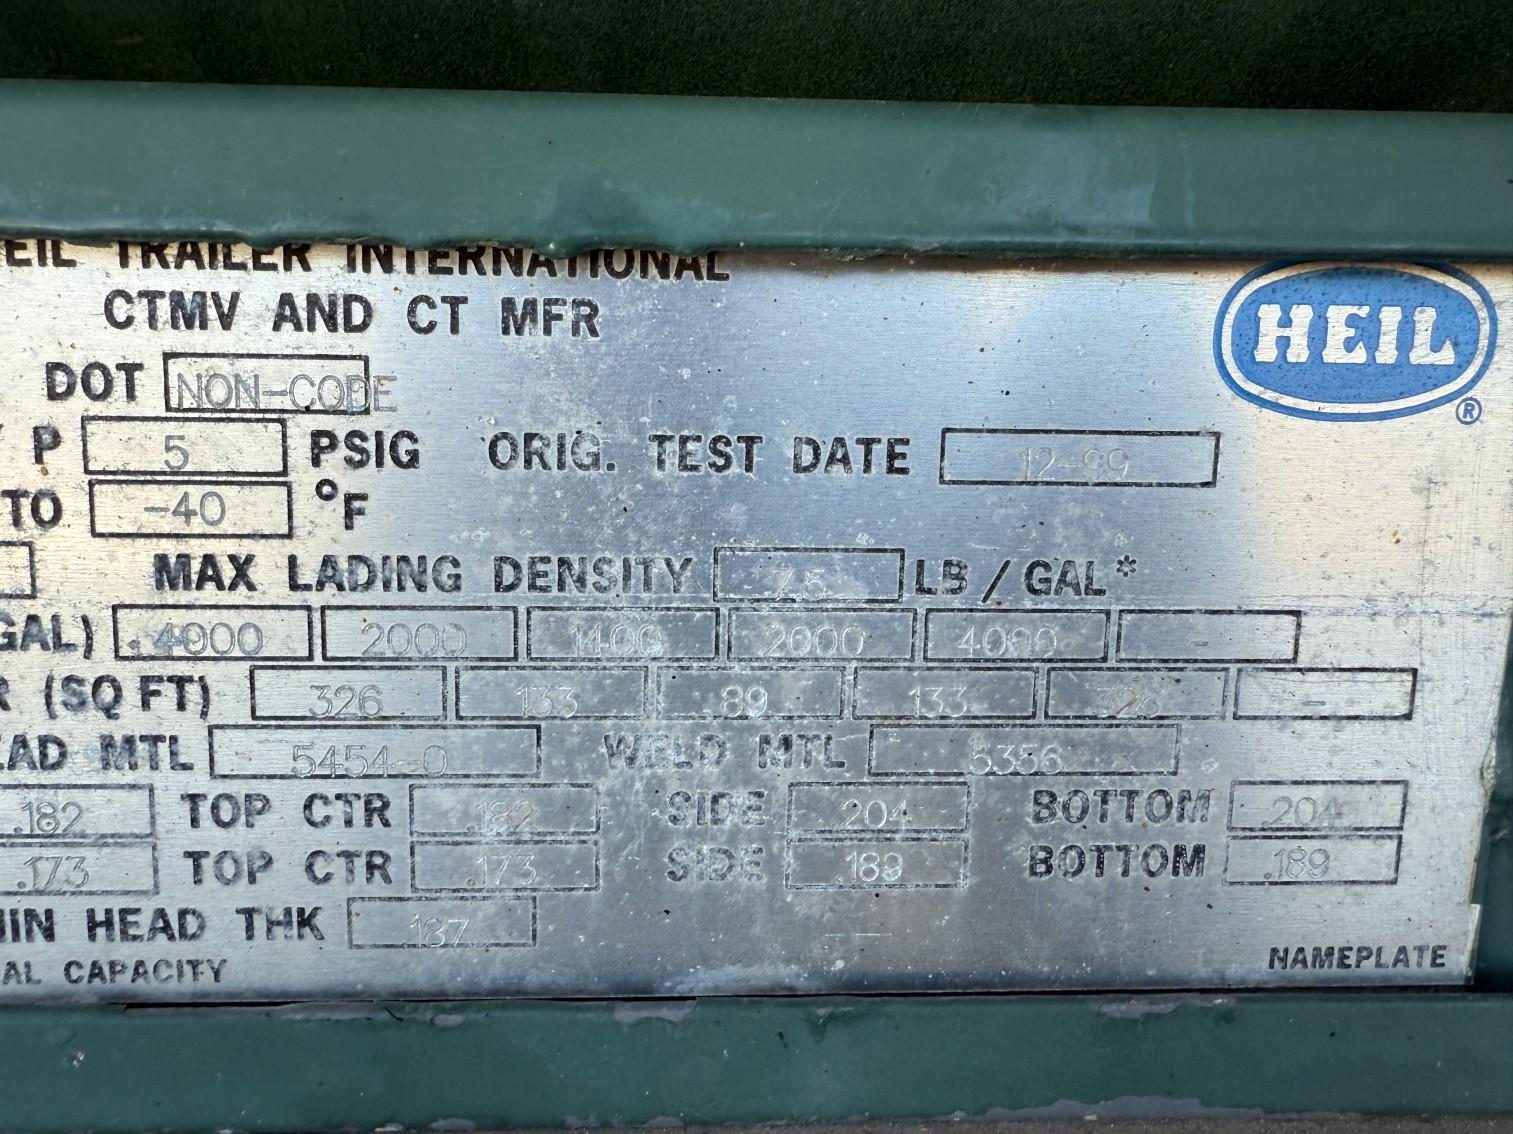 EIL TRAILER INTERNATIONAL
HEIL ®
CTMV AND CT MFR
DOT NON-CODE
P 5 PSIG ORIG. TEST DATE 12-99
TO -40 °F
MAX LADING DENSITY 7.5 LB / GAL*
GAL) 4000 2000 1400 2000 4000 -
R (SQ FT) 326 133 89 133 326 -
EAD MTL 5454-0 WELD MTL 5356
.182 TOP CTR .182 SIDE .204 BOTTOM .204
.173 TOP CTR .173 SIDE .189 BOTTOM .189
IN HEAD THK .187
AL CAPACITY
NAMEPLATE